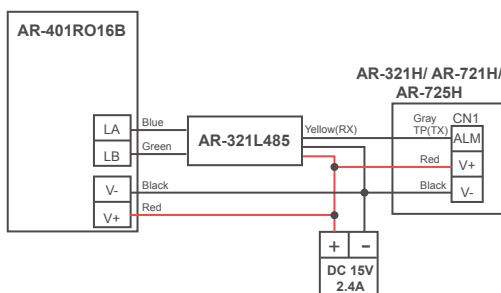 AR-401RO16B
AR-321H/ AR-721H/
AR-725H
LA
Blue
LB
Green
AR-321L485
Yellow(RX)
Gray
TP(TX)
CN1
ALM
Red
V+
Black
V-
V-
Black
V+
Red
+
-
DC 15V
2.4A